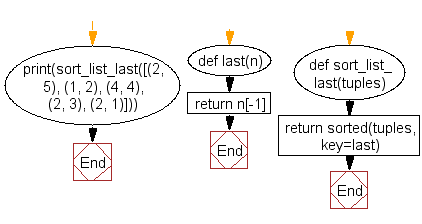 print(sort_list_last([(2,
5), (1, 2), (4, 4),
(2, 3), (2, 1)]))
End
def last(n)
return n[-1]
End
def sort_list_
last(tuples)
return sorted(tuples,
key=last)
End